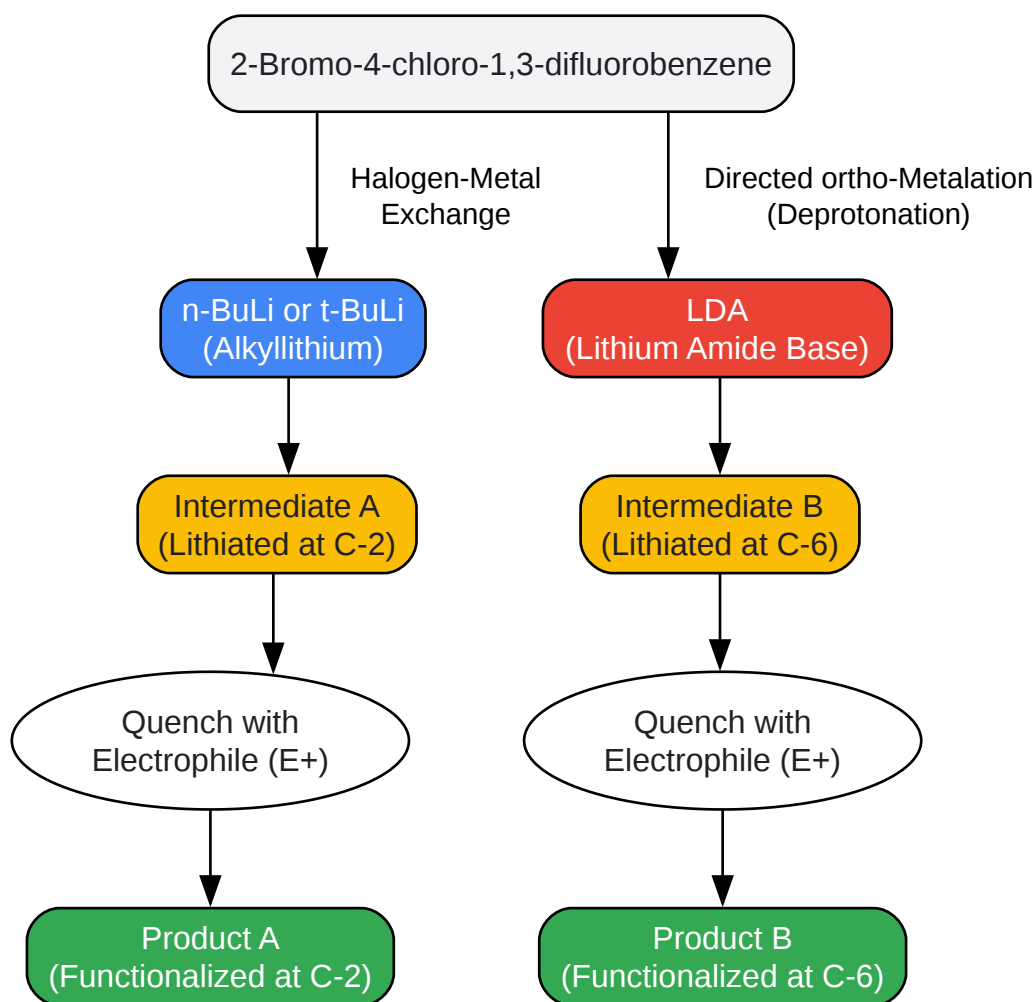 2-Bromo-4-chloro-1,3-difluorobenzene
Halogen-Metal
Exchange
Directed ortho-Metalation
(Deprotonation)
n-BuLi or t-BuLi
(Alkyllithium)
LDA
(Lithium Amide Base)
Intermediate A
(Lithiated at C-2)
Intermediate B
(Lithiated at C-6)
Quench with
Electrophile (E+)
Quench with
Electrophile (E+)
Product A
(Functionalized at C-2)
Product B
(Functionalized at C-6)